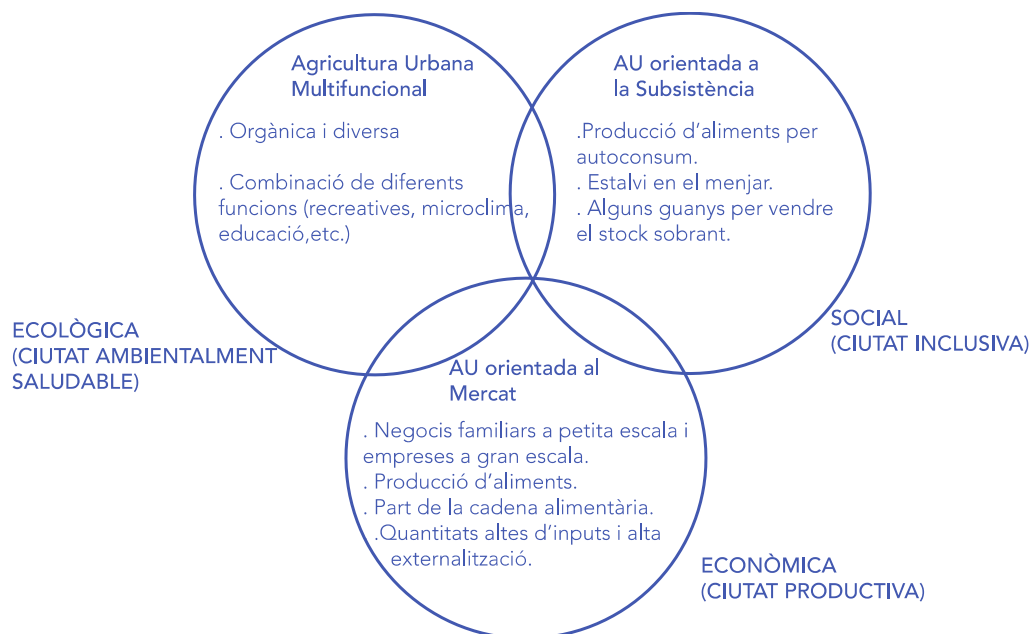 Agricultura Urbana
Multifuncional
. Orgànica i diversa
. Combinació de diferents
funcions (recreatives, microclima,
educació,etc.)
AU orientada a
la Subsistència
.Producció d'aliments per
autoconsum.
. Estalvi en el menjar.
. Alguns guanys per vendre
el stock sobrant.
ECOLÒGICA
(CIUTAT AMBIENTALMENT
SALUDABLE)
SOCIAL
(CIUTAT INCLUSIVA)
AU orientada al
Mercat
. Negocis familiars a petita escala i
empreses a gran escala.
. Producció d'aliments.
. Part de la cadena alimentària.
.Quantitats altes d'inputs i alta
externalització.
ECONÒMICA
(CIUTAT PRODUCTIVA)